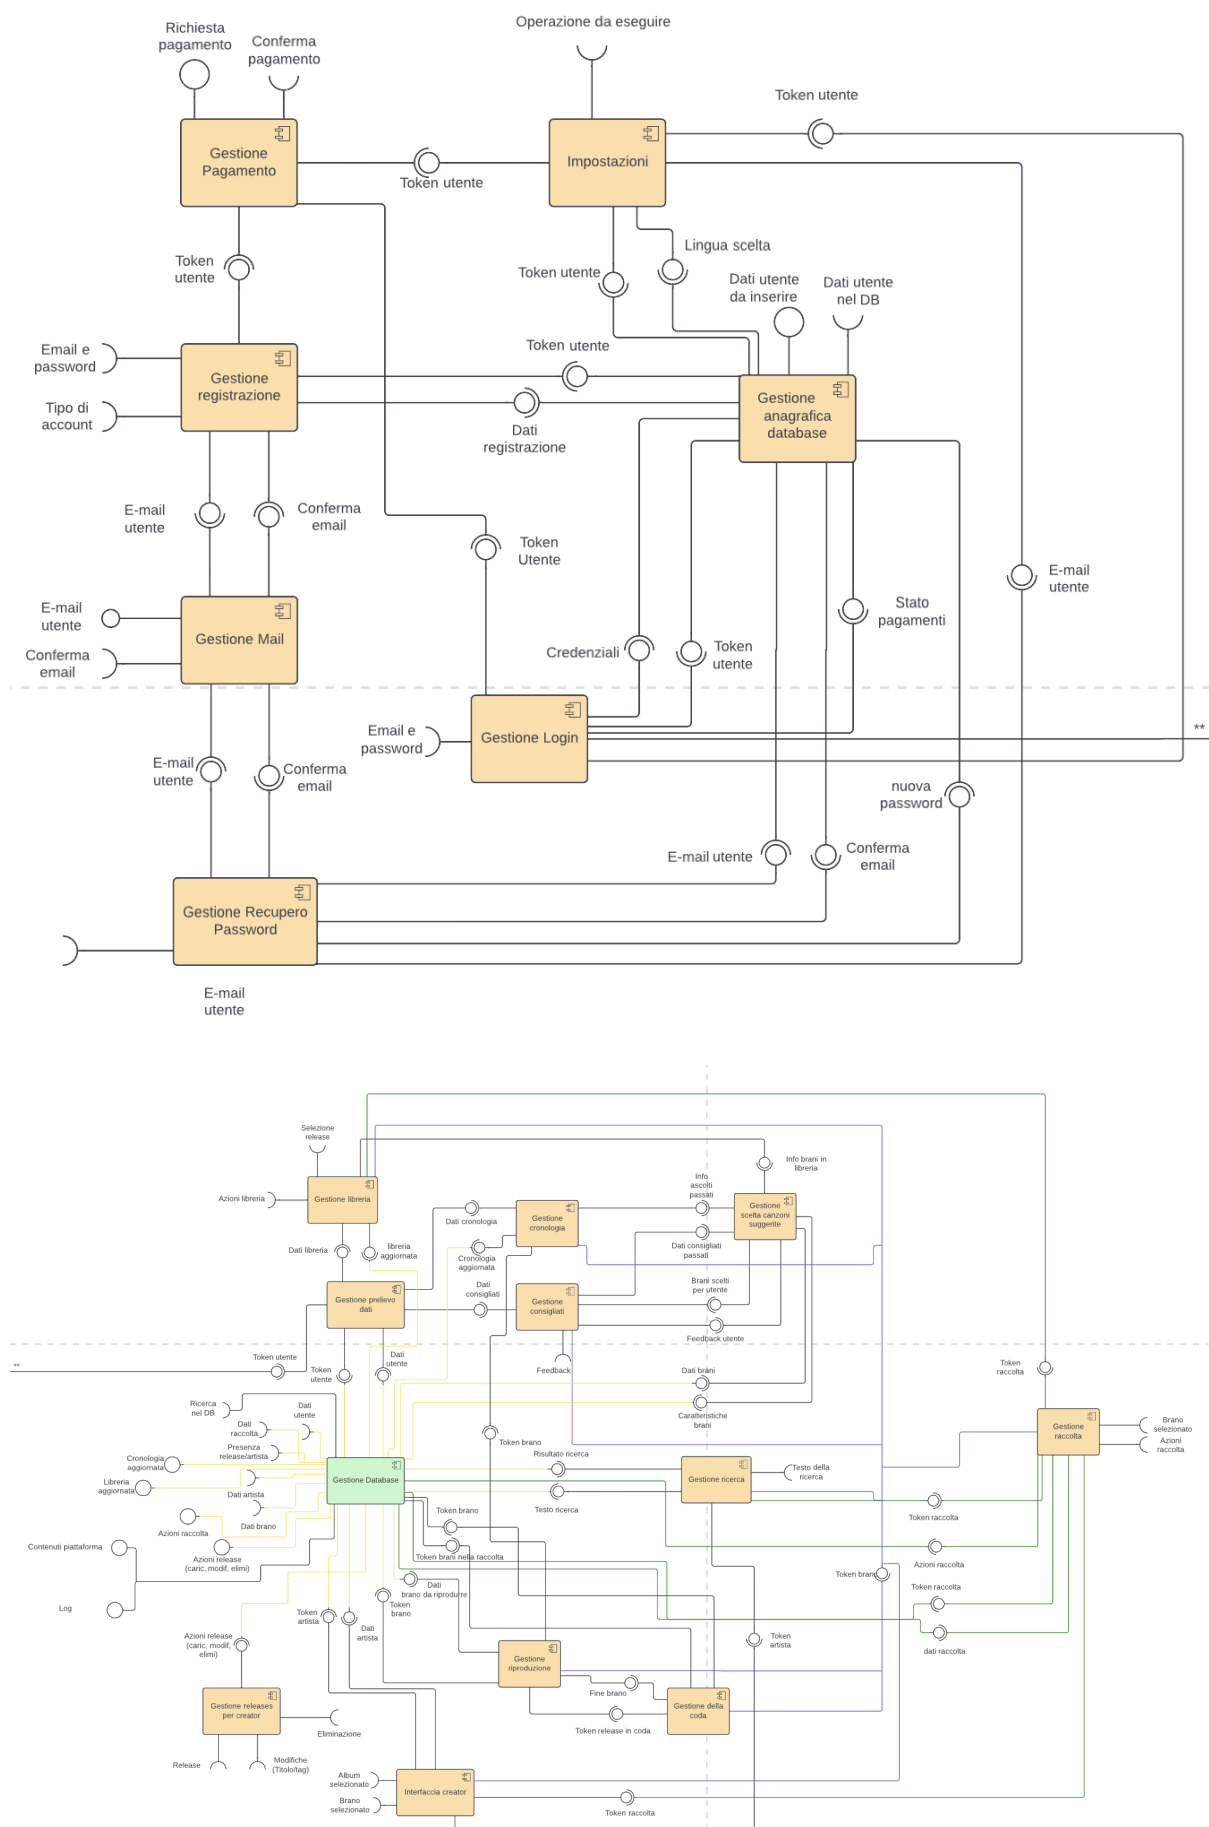 Operazione da eseguire
Richiesta
pagamento
Conferma
pagamento
Token utente
Gestione
Pagamento
Impostazioni
Token utente
Token
utente
Lingua scelta
Token utente
Dati utente
da inserire
Dati utente
nel DB
Email e
password
Token utente
Gestione
registrazione
Gestione
anagrafica
database
Tipo di
account
Dati
registrazione
E-mail
utente
Conferma
email
Token
Utente
E-mail
utente
E-mail
utente
Stato
pagamenti
Gestione Mail
Credenziali
Token
utente
Conferma
email
Email e
password
Gestione Login
**
E-mail
utente
Conferma
email
nuova
password
E-mail utente
Conferma
email
Gestione Recupero
Password
E-mail
utente
Selezione
release
Info brani in
libreria
Info
ascolti
passati
Azioni libreria
Gestione libreria
Gestione
scelta canzoni
suggerite
Dati cronologia
Gestione
cronologia
Dati libreria
libreria
aggiornata
Cronologia
aggiornata
Dati consigliati
passati
Dati
consigliati
Brani scelti
per utente
Gestione prelievo
dati
Gestione
consigliati
Feedback utente
**
Token utente
Token
utente
Dati
utente
Feedback
Dati brani
Token
raccolta
Ricerca
nel DB
Dati
utente
Dati
raccolta
Caratteristiche
brani
Gestione
raccolta
Brano
selezionato
Azioni
raccolta
Presenza
release/artista
Token brano
Risultato ricerca
Cronologia
aggiornata
Gestione Database
Gestione ricerca
Testo della
ricerca
Libreria
aggiornata
Dati artista
Dati brano
Testo ricerca
Token raccolta
Azioni raccolta
Token brano
Contenuti piattaforma
Azioni release
(caric, modif, elimi)
Token brani nella raccolta
Azioni raccolta
Token brano
Dati
brano da riprodurre
Token raccolta
Log
Token
artista
Token
brano
Dati
artista
Azioni release
(caric, modif,
elimi)
Token
artista
dati raccolta
Gestione
riproduzione
Fine brano
Gestione releases
per creator
Gestione della
coda
Eliminazione
Token release in coda
Release
Modifiche
(Titolo/tag)
Album
selezionato
Interfaccia creator
Brano
selezionato
Token raccolta